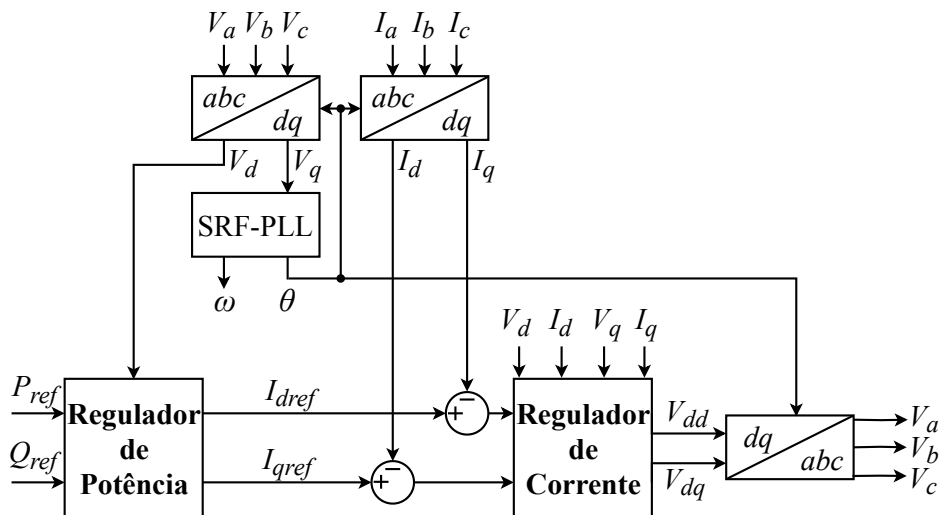 V_a V_b V_c I_a I_b I_c
abc dq abc dq
V_d V_q I_d I_q
SRF-PLL
ω θ
V_d I_d V_q I_q
P_ref I_dref + −
Regulador de Potência
Regulador de Corrente
Q_ref I_qref + −
V_dd
V_dq
dq abc
V_a
V_b
V_c